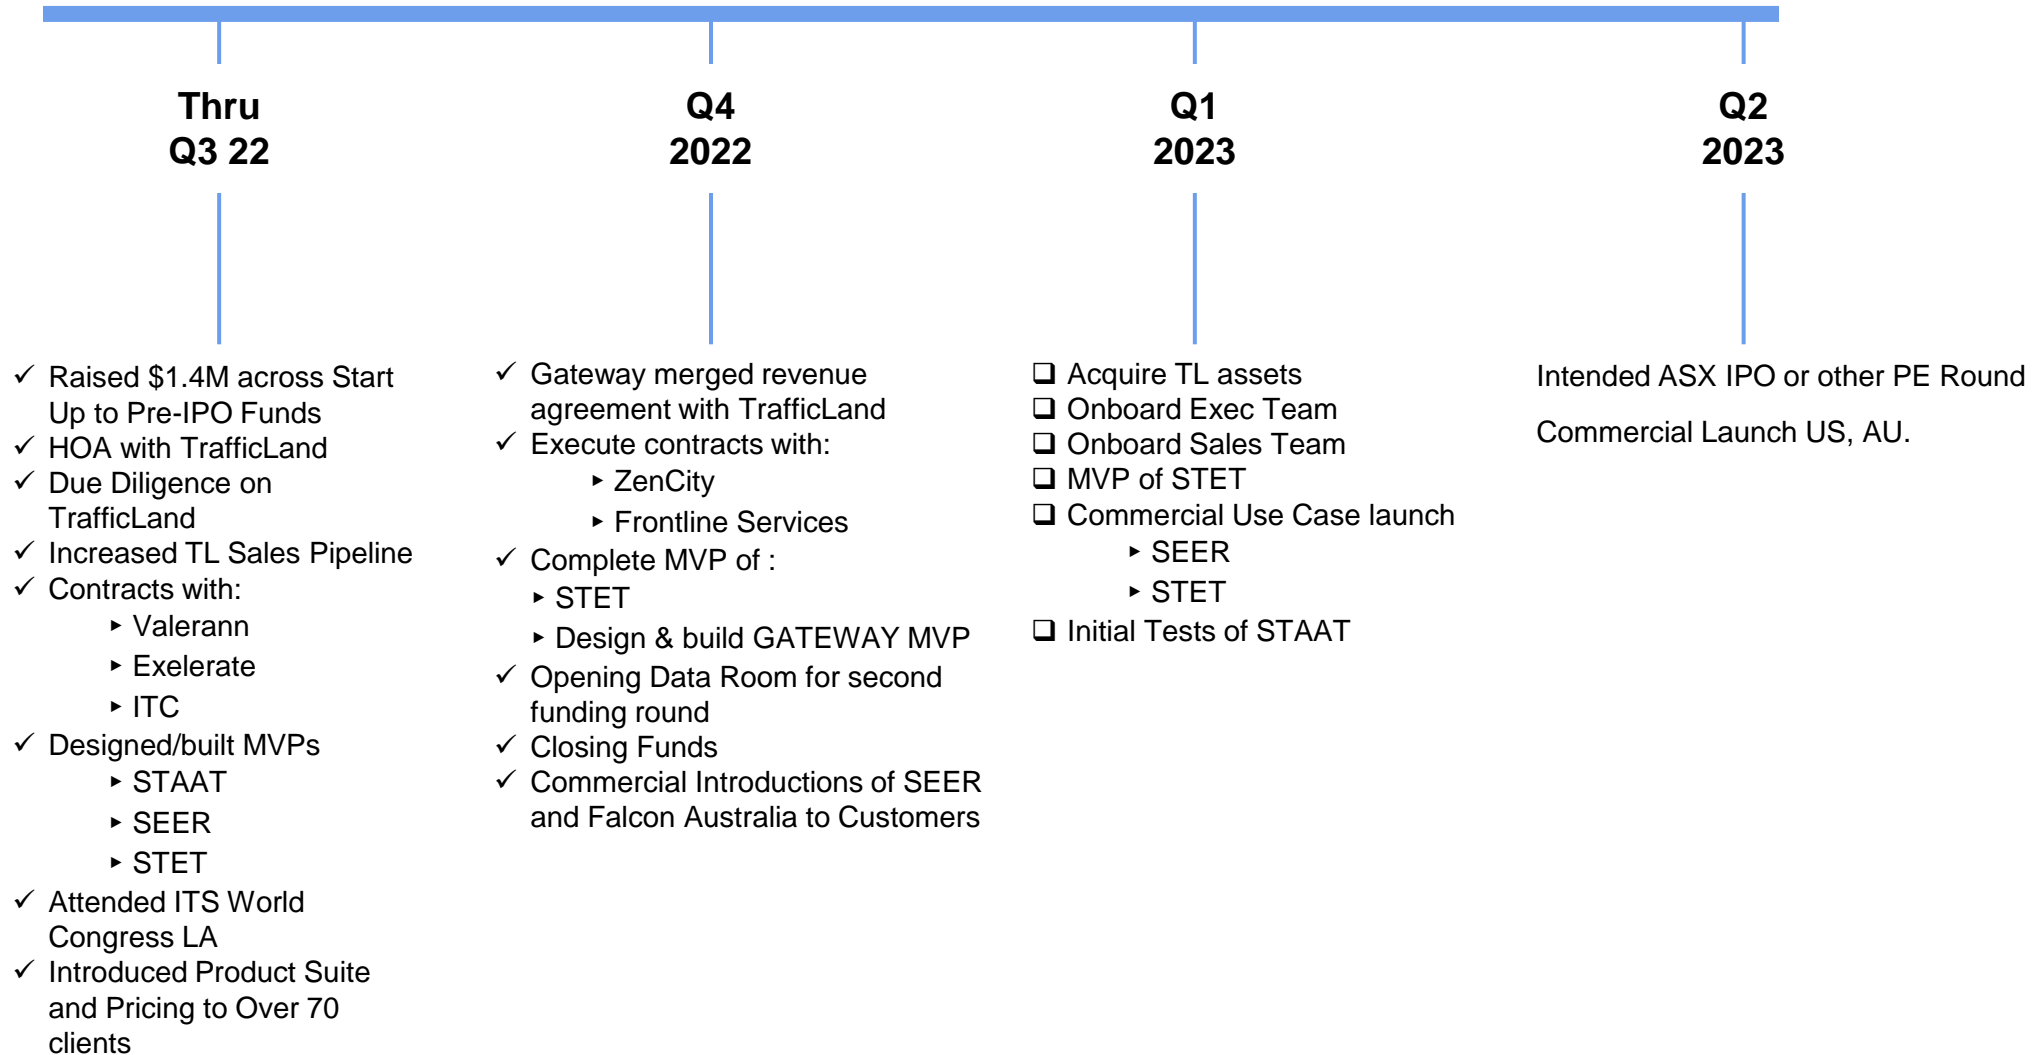 Thru
Q3 22
✓ Raised $1.4M across Start
Up to Pre-IPO Funds
✓ HOA with TrafficLand
✓ Due Diligence on
TrafficLand
✓ Increased TL Sales Pipeline
✓ Contracts with:
▸ Valerann
▸ Exelerate
▸ ITC
✓ Designed/built MVPs
▸ STAAT
▸ SEER
▸ STET
✓ Attended ITS World
Congress LA
✓ Introduced Product Suite
and Pricing to Over 70
clients
Q4
2022
✓ Gateway merged revenue
agreement with TrafficLand
✓ Execute contracts with:
▸ ZenCity
▸ Frontline Services
✓ Complete MVP of :
▸ STET
▸ Design & build GATEWAY MVP
✓ Opening Data Room for second
funding round
✓ Closing Funds
✓ Commercial Introductions of SEER
and Falcon Australia to Customers
Q1
2023
❑ Acquire TL assets
❑ Onboard Exec Team
❑ Onboard Sales Team
❑ MVP of STET
❑ Commercial Use Case launch
▸ SEER
▸ STET
❑ Initial Tests of STAAT
Q2
2023
Intended ASX IPO or other PE Round
Commercial Launch US, AU.